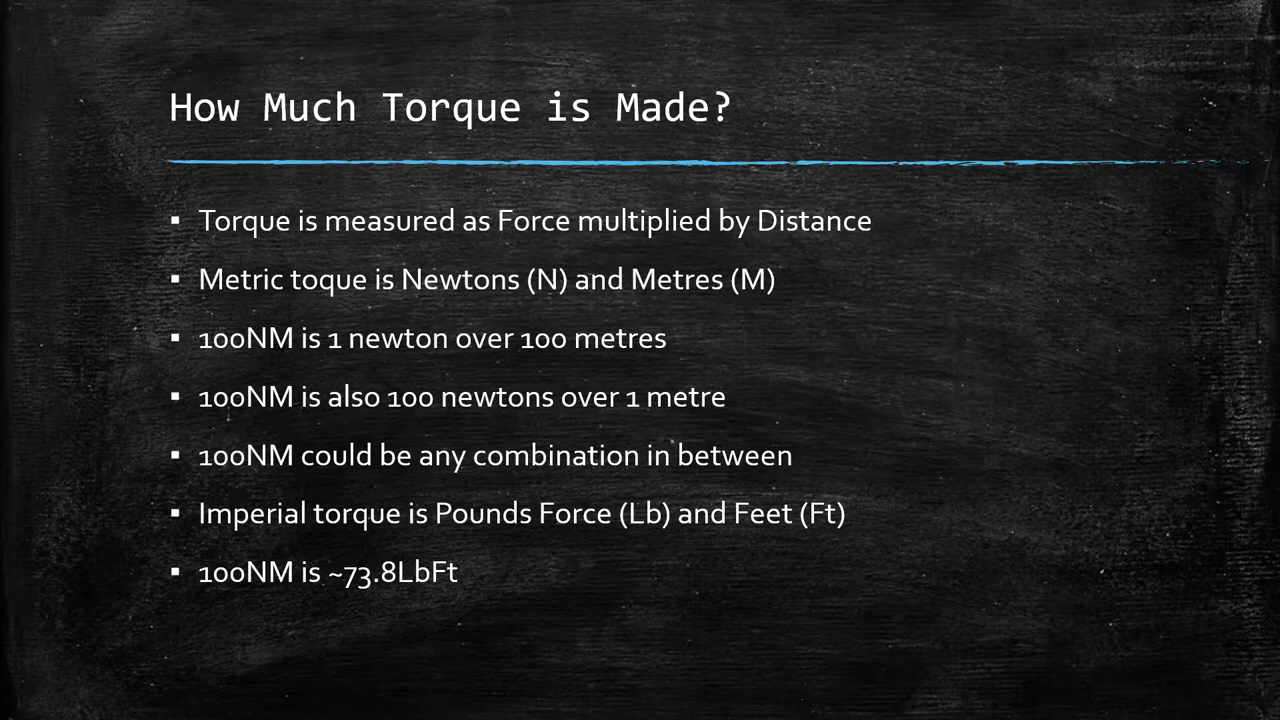 How Much Torque is Made?
▪ Torque is measured as Force multiplied by Distance
▪ Metric toque is Newtons (N) and Metres (M)
▪ 100NM is 1 newton over 100 metres
▪ 100NM is also 100 newtons over 1 metre
▪ 100NM could be any combination in between
▪ Imperial torque is Pounds Force (Lb) and Feet (Ft)
▪ 100NM is ~73.8LbFt